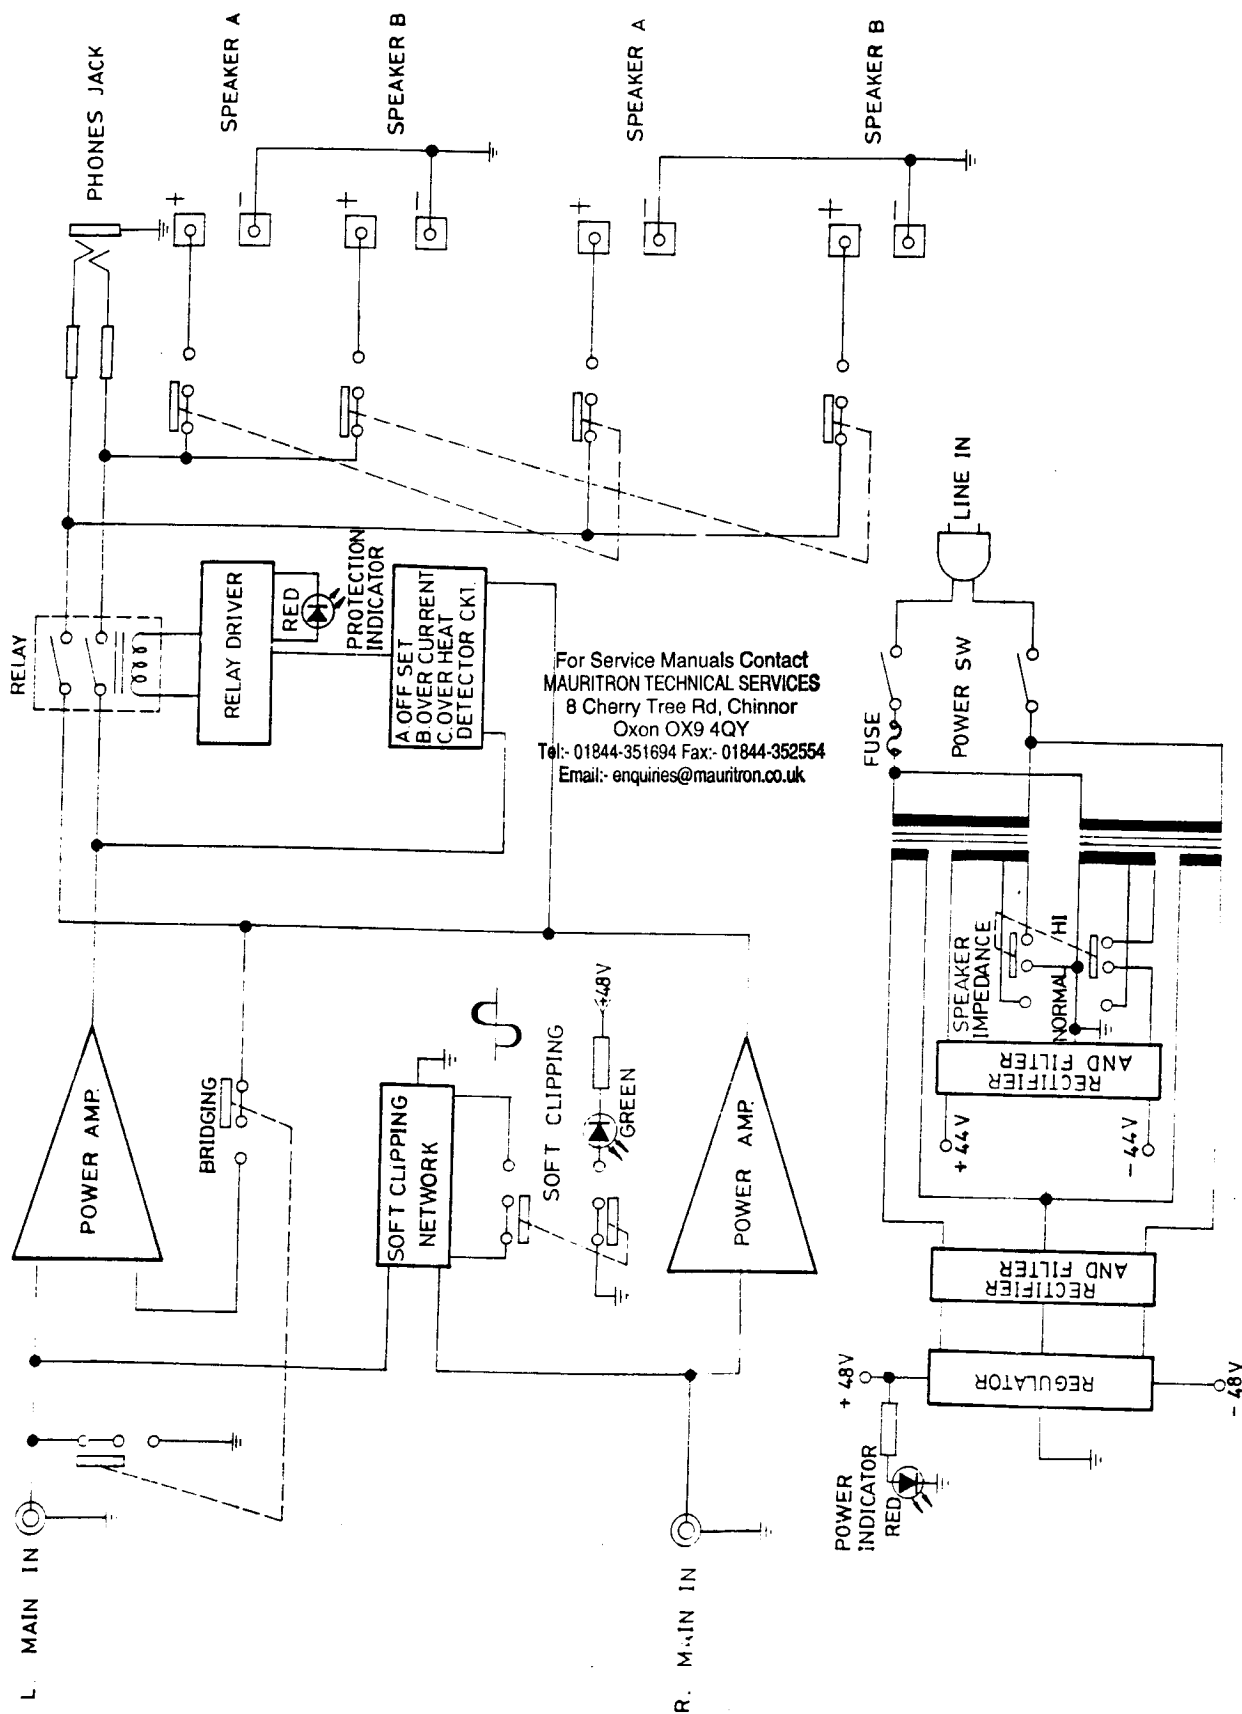 PHONES JACK
SPEAKER A
SPEAKER B
SPEAKER A
SPEAKER B
+
-
+
-
+
-
+
-
RELAY
RELAY DRIVER
RED
PROTECTION
INDICATOR
A.OFF SET
B.OVER CURRENT
C.OVER HEAT
DETECTOR CKT.
LINE IN
POWER SW
FUSE
For Service Manuals Contact
MAURITRON TECHNICAL SERVICES
8 Cherry Tree Rd, Chinnor
Oxon OX9 4QY
Tel:- 01844-351694 Fax:- 01844-352554
Email:- enquiries@mauritron.co.uk
POWER AMP.
BRIDGING
SOFT CLIPPING
NETWORK
SOFT CLIPPING
+48V
GREEN
POWER AMP.
SPEAKER
IMPEDANCE
NORMAL
HI
RECTIFIER
AND FILTER
+44V
-44V
RECTIFIER
AND FILTER
REGULATOR
+48V
-48V
POWER
INDICATOR
RED
L. MAIN IN
R. MAIN IN